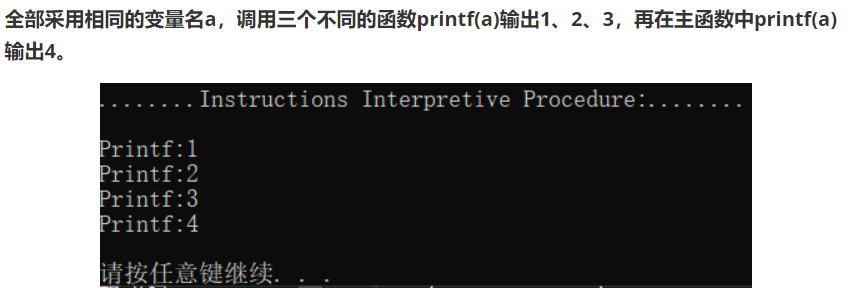 全部采用相同的变量名a，调用三个不同的函数printf(a)输出1、2、3，再在主函数中printf(a)
输出4。
........Instructions Interpretive Procedure:........
Printf:1
Printf:2
Printf:3
Printf:4
请按任意键继续. . .